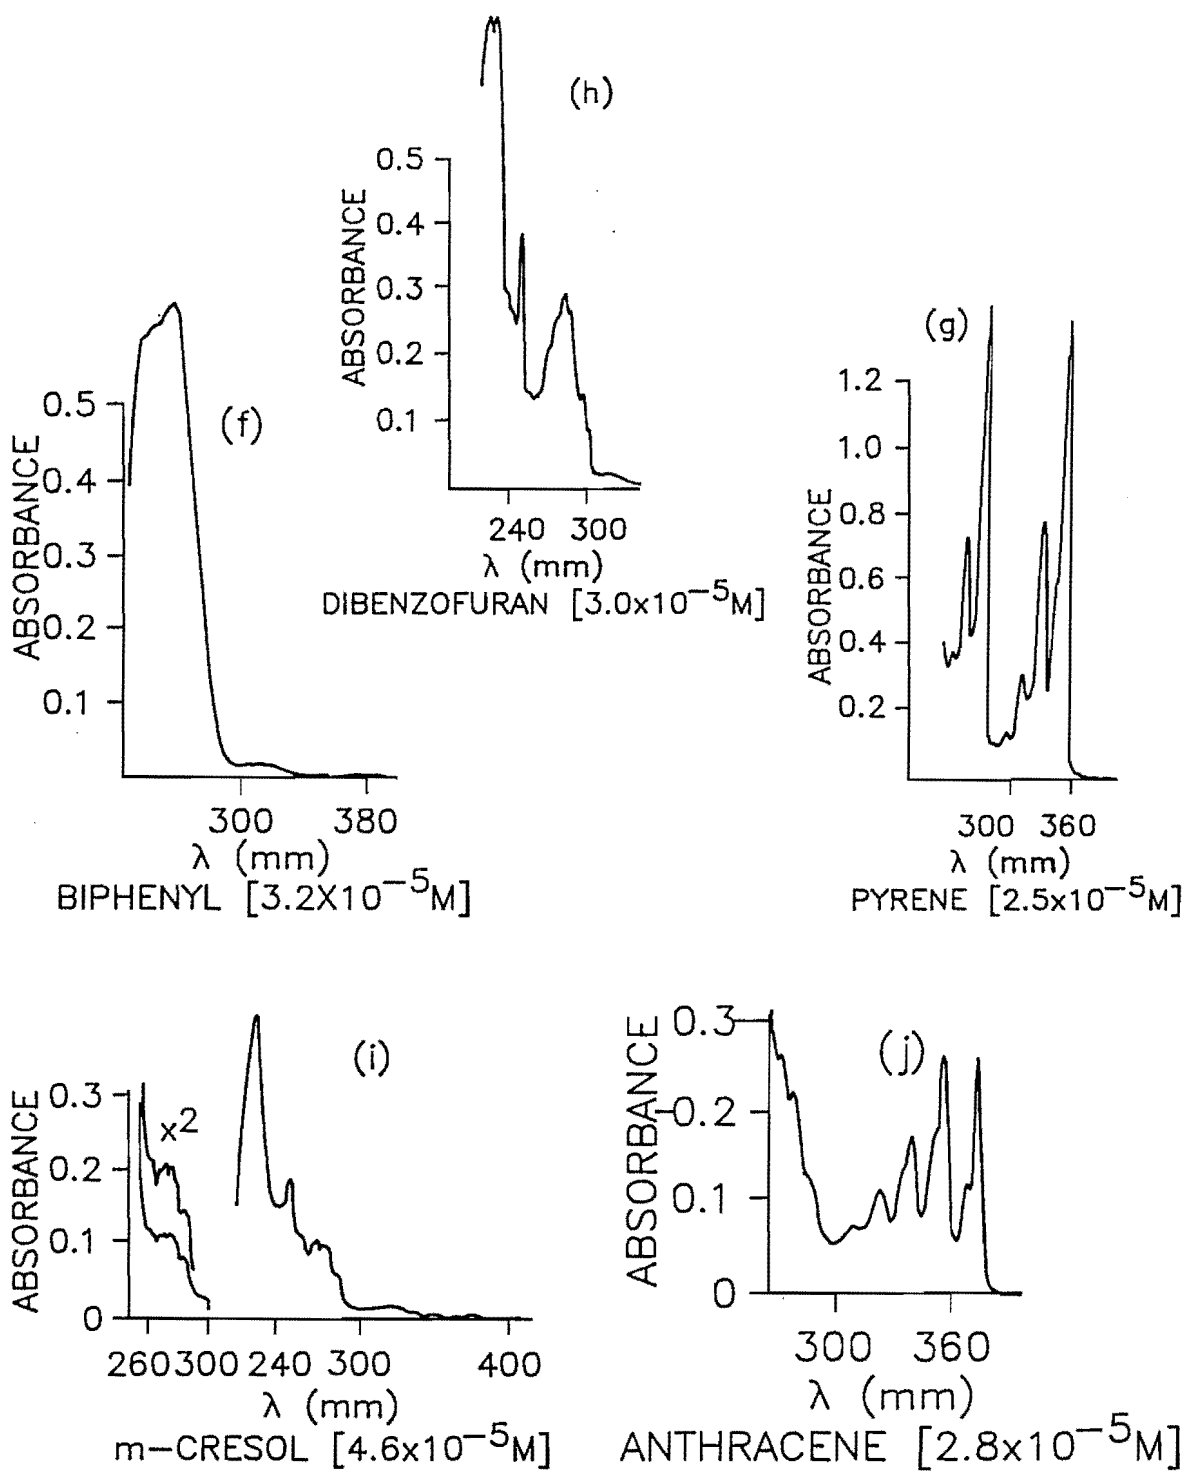 (h)
0.5
0.4
0.3
0.2
0.1
ABSORBANCE
240 300
λ (mm)
DIBENZOFURAN [3.0x10⁻⁵M]
(f)
0.5
0.4
0.3
0.2
0.1
ABSORBANCE
300 380
λ (mm)
BIPHENYL [3.2X10⁻⁵M]
(g)
1.2
1.0
0.8
0.6
0.4
0.2
ABSORBANCE
300 360
λ (mm)
PYRENE [2.5x10⁻⁵M]
(i)
x2
0.3
0.2
0.1
0
ABSORBANCE
260 300 240 300 400
λ (mm)
m-CRESOL [4.6x10⁻⁵M]
(j)
0.3
0.2
0.1
0
ABSORBANCE
300 360
λ (mm)
ANTHRACENE [2.8x10⁻⁵M]